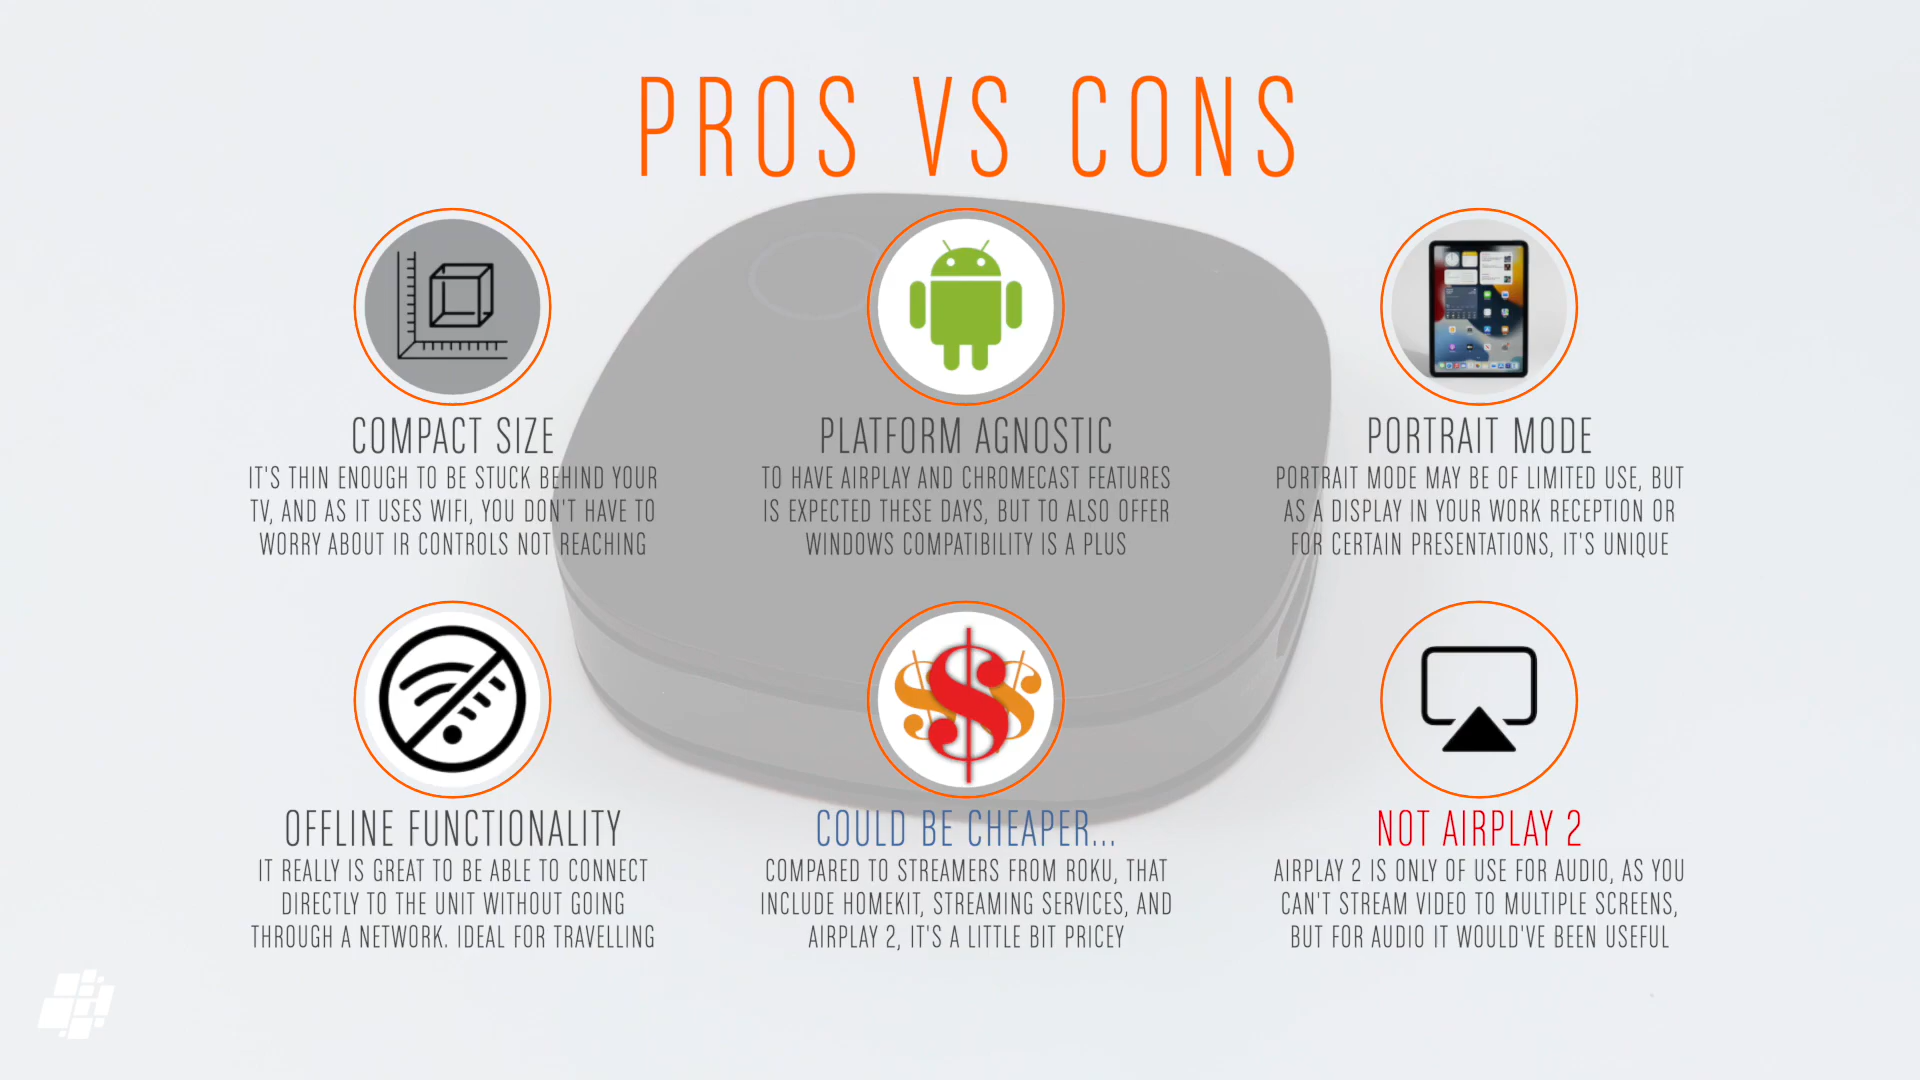 PROS VS CONS
COMPACT SIZE
IT'S THIN ENOUGH TO BE STUCK BEHIND YOUR
TV, AND AS IT USES WIFI, YOU DON'T HAVE TO
WORRY ABOUT IR CONTROLS NOT REACHING
PLATFORM AGNOSTIC
TO HAVE AIRPLAY AND CHROMECAST FEATURES
IS EXPECTED THESE DAYS, BUT TO ALSO OFFER
WINDOWS COMPATIBILITY IS A PLUS
PORTRAIT MODE
PORTRAIT MODE MAY BE OF LIMITED USE, BUT
AS A DISPLAY IN YOUR WORK RECEPTION OR
FOR CERTAIN PRESENTATIONS, IT'S UNIQUE
OFFLINE FUNCTIONALITY
IT REALLY IS GREAT TO BE ABLE TO CONNECT
DIRECTLY TO THE UNIT WITHOUT GOING
THROUGH A NETWORK. IDEAL FOR TRAVELLING
COULD BE CHEAPER...
COMPARED TO STREAMERS FROM ROKU, THAT
INCLUDE HOMEKIT, STREAMING SERVICES, AND
AIRPLAY 2, IT'S A LITTLE BIT PRICEY
NOT AIRPLAY 2
AIRPLAY 2 IS ONLY OF USE FOR AUDIO, AS YOU
CAN'T STREAM VIDEO TO MULTIPLE SCREENS,
BUT FOR AUDIO IT WOULD'VE BEEN USEFUL